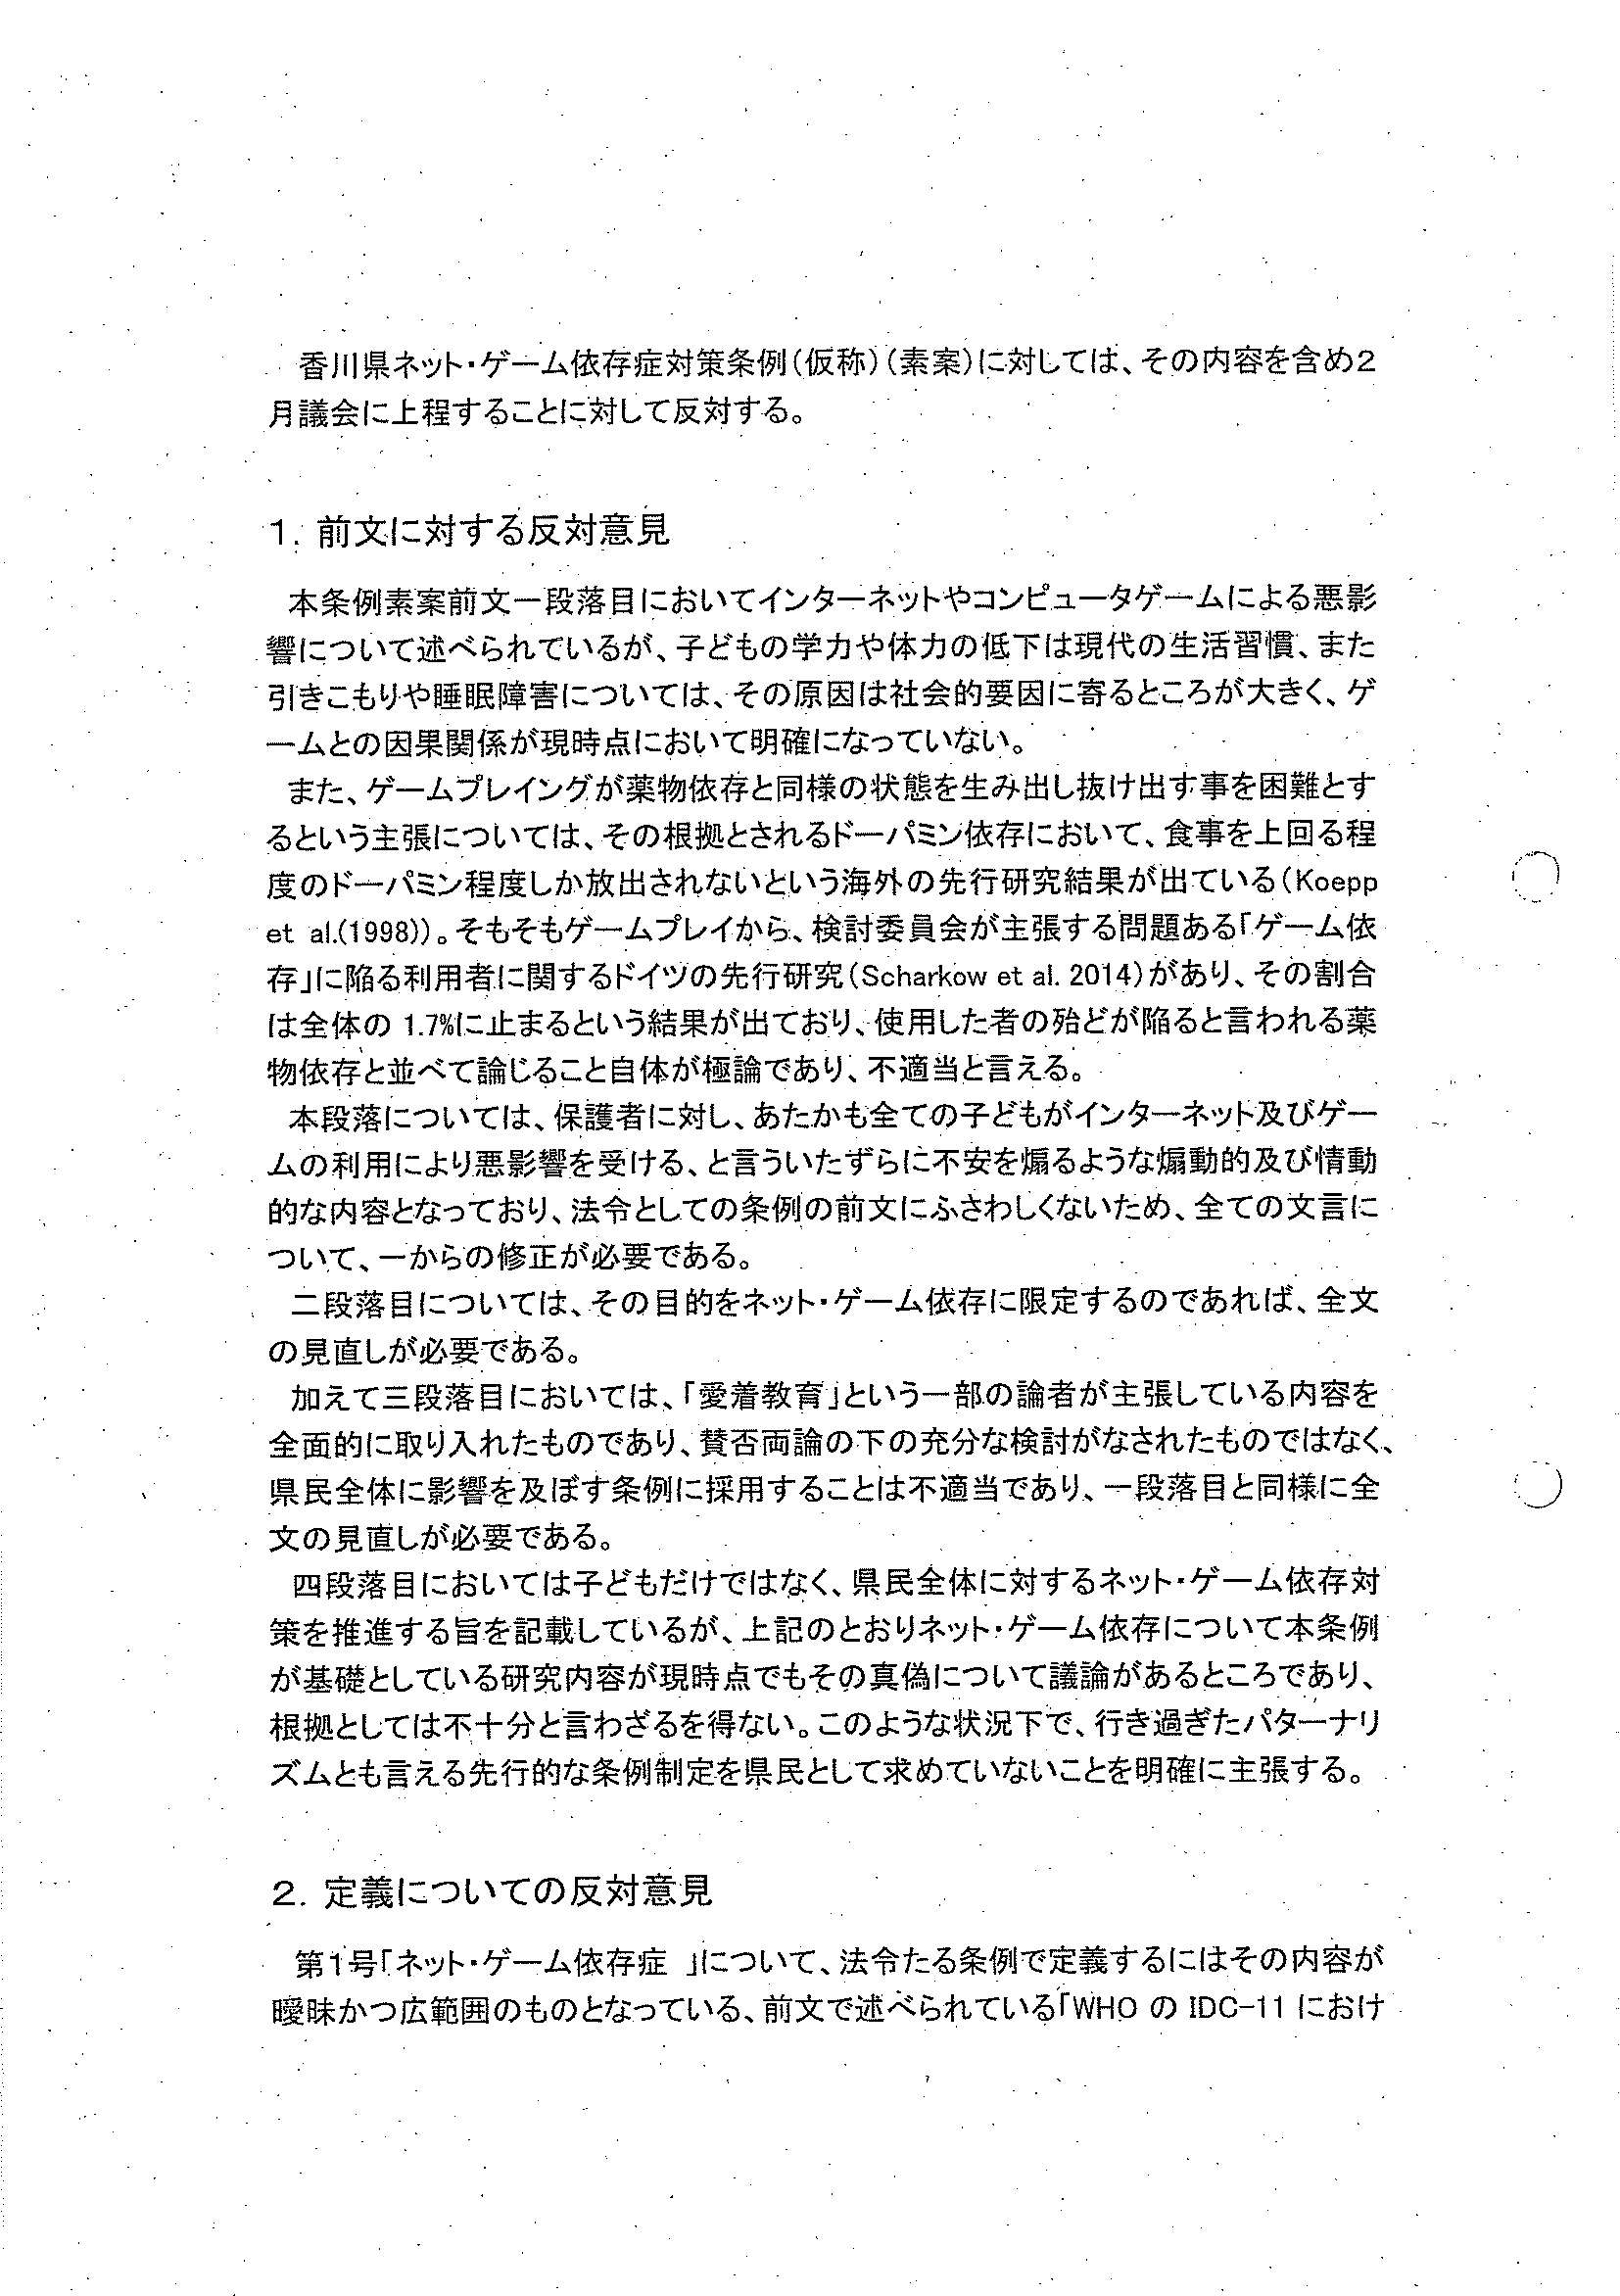 香川県ネット・ゲーム依存症対策条例（仮称）（素案）に対しては、その内容を含め２
月議会に上程することに対して反対する。
１．前文に対する反対意見
本条例素案前文一段落目においてインターネットやコンピュータゲームによる悪影
響について述べられているが、子どもの学力や体力の低下は現代の生活習慣、また
引きこもりや睡眠障害については、その原因は社会的要因に寄るところが大きく、ゲ
ームとの因果関係が現時点において明確になっていない。
また、ゲームプレイングが薬物依存と同様の状態を生み出し抜け出す事を困難とす
るという主張については、その根拠とされるドーパミン依存において、食事を上回る程
度のドーパミン程度しか放出されないという海外の先行研究結果が出ている（Koepp
et al.(1998)）。そもそもゲームプレイから、検討委員会が主張する問題ある「ゲーム依
存」に陥る利用者に関するドイツの先行研究（Scharkow et al. 2014）があり、その割合
は全体の 1.7%に止まるという結果が出ており、使用した者の殆どが陥ると言われる薬
物依存と並べて論じること自体が極論であり、不適当と言える。
本段落については、保護者に対し、あたかも全ての子どもがインターネット及びゲー
ムの利用により悪影響を受ける、と言ういたずらに不安を煽るような煽動的及び情動
的な内容となっており、法令としての条例の前文にふさわしくないため、全ての文言に
ついて、一からの修正が必要である。
二段落目については、その目的をネット・ゲーム依存に限定するのであれば、全文
の見直しが必要である。
加えて三段落目においては、「愛着教育」という一部の論者が主張している内容を
全面的に取り入れたものであり、賛否両論の下の充分な検討がなされたものではなく、
県民全体に影響を及ぼす条例に採用することは不適当であり、一段落目と同様に全
文の見直しが必要である。
四段落目においては子どもだけではなく、県民全体に対するネット・ゲーム依存対
策を推進する旨を記載しているが、上記のとおりネット・ゲーム依存について本条例
が基礎としている研究内容が現時点でもその真偽について議論があるところであり、
根拠としては不十分と言わざるを得ない。このような状況下で、行き過ぎたパターナリ
ズムとも言える先行的な条例制定を県民として求めていないことを明確に主張する。
２．定義についての反対意見
第１号「ネット・ゲーム依存症 」について、法令たる条例で定義するにはその内容が
曖昧かつ広範囲のものとなっている、前文で述べられている「WHO の IDC-11 におけ